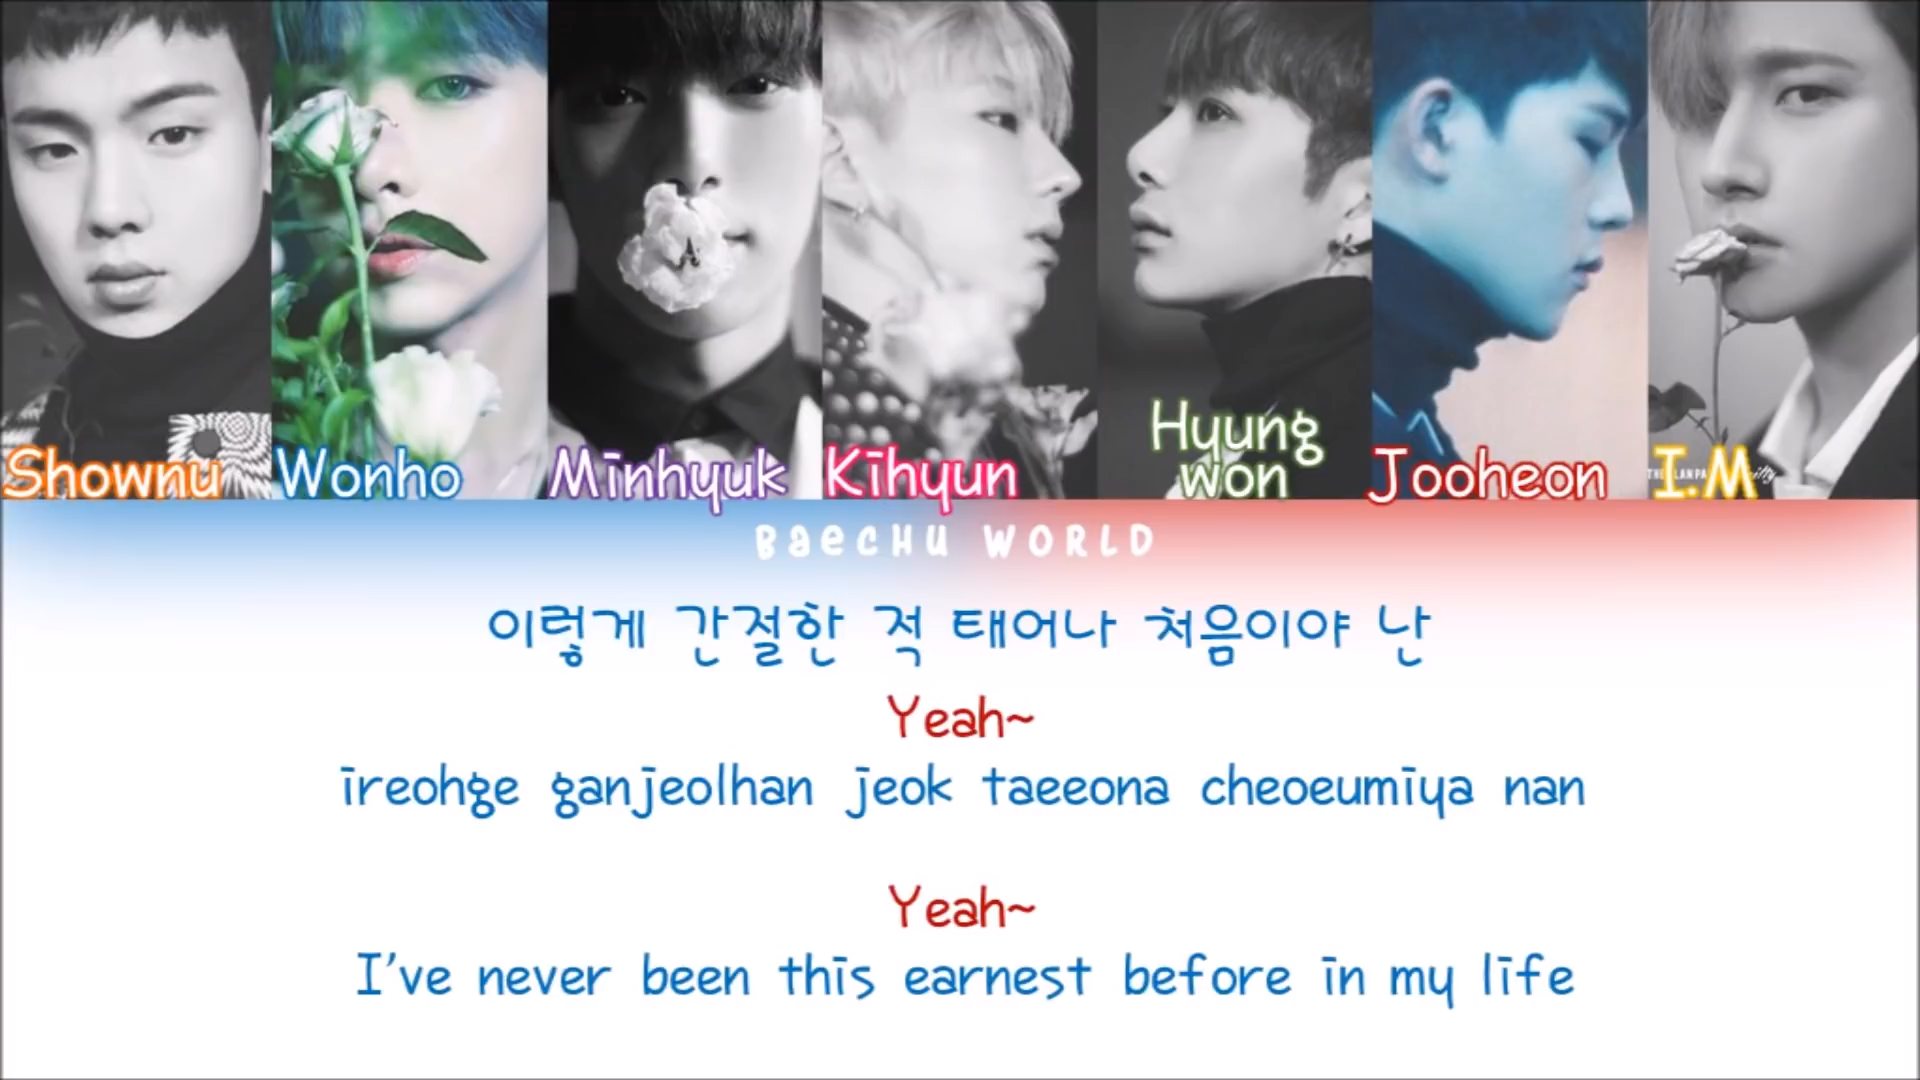 Shownu
Wonho
Minhyuk
Kihyun
Hyung
won
Jooheon
I.M
BaeCHU WORLD
이렇게 간절한 적 태어나 처음이야 난
Yeah~
ireohge ganjeolhan jeok taeeona cheoeumiya nan
Yeah~
I've never been this earnest before in my life